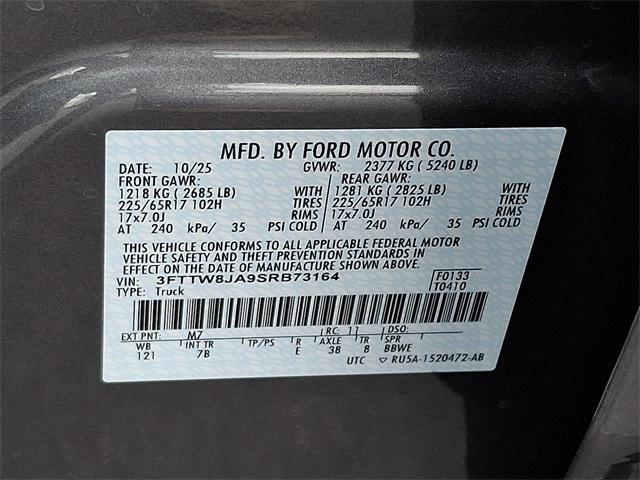 MFD. BY FORD MOTOR CO.
DATE: 10/25 GVWR: 2377 KG ( 5240 LB)
FRONT GAWR: REAR GAWR:
1218 KG ( 2685 LB) WITH 1281 KG ( 2825 LB) WITH
225/65R17 102H TIRES 225/65R17 102H TIRES
17x7.0J RIMS 17x7.0J RIMS
AT 240 kPa/ 35 PSI COLD AT 240 kPa/ 35 PSI COLD
THIS VEHICLE CONFORMS TO ALL APPLICABLE FEDERAL MOTOR
VEHICLE SAFETY AND THEFT PREVENTION STANDARDS IN
EFFECT ON THE DATE OF MANUFACTURE SHOWN ABOVE.
VIN: 3FTTW8JA9SRB73164 F0133
TYPE: Truck T0410
EXT PNT: M7 RC: 11 DSO:
WB INT TR TP/PS R AXLE TR SPR
121 7B E 38 8 BBWE
UTC ▽ RU5A-1520472-AB